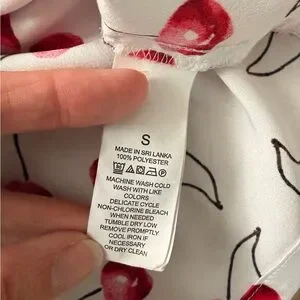 S
MADE IN SRI LANKA
100% POLYESTER
MACHINE WASH COLD
WASH WITH LIKE
COLORS
DELICATE CYCLE
NON-CHLORINE BLEACH
WHEN NEEDED
TUMBLE DRY LOW
REMOVE PROMPTLY
COOL IRON IF
NECESSARY
OR DRY CLEAN